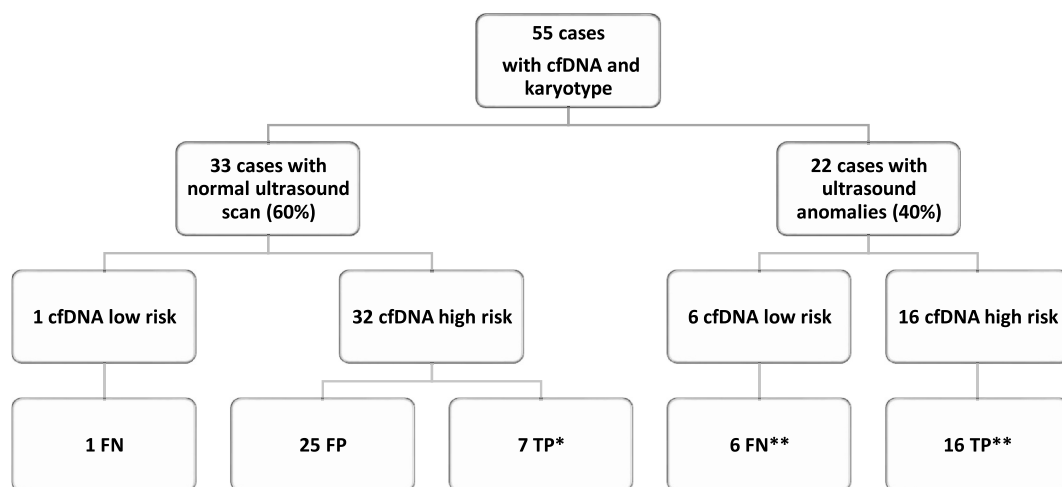 55 cases
with cfDNA and
karyotype
33 cases with
normal ultrasound
scan (60%)
22 cases with
ultrasound
anomalies (40%)
1 cfDNA low risk
32 cfDNA high risk
6 cfDNA low risk
16 cfDNA high risk
1 FN
25 FP
7 TP*
6 FN**
16 TP**